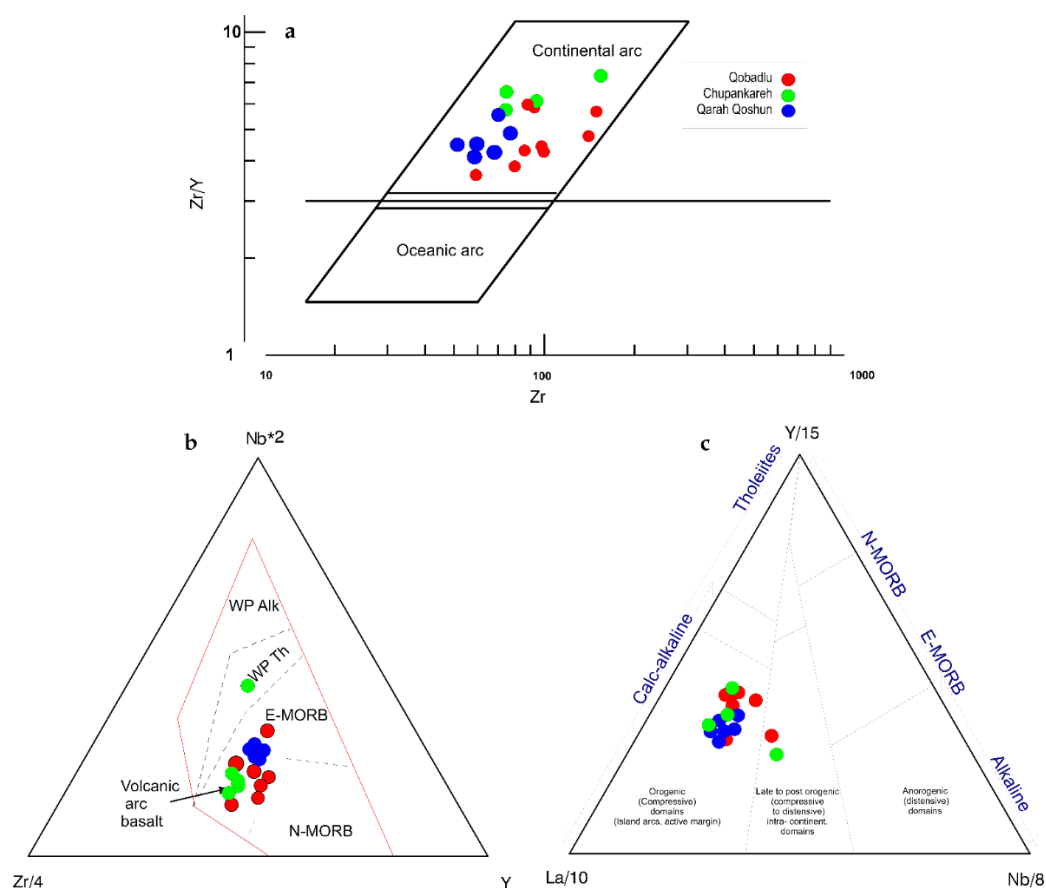 a
10
1
Zr/Y
Continental arc
Qobadlu
Chupankareh
Qarah Qoshun
Oceanic arc
10
100
1000
Zr
b
Nb*2
WP Alk
WP Th
E-MORB
Volcanic
arc
basalt
N-MORB
Zr/4
Y
c
Y/15
Tholeiites
Calc-alkaline
N-MORB
E-MORB
Alkaline
Orogenic
(Compressive)
domains
(Island arcs, active margin)
Late to post orogenic
(compressive
to distensive)
intra- continent.
domains
Anorogenic
(distensive)
domains
La/10
Nb/8